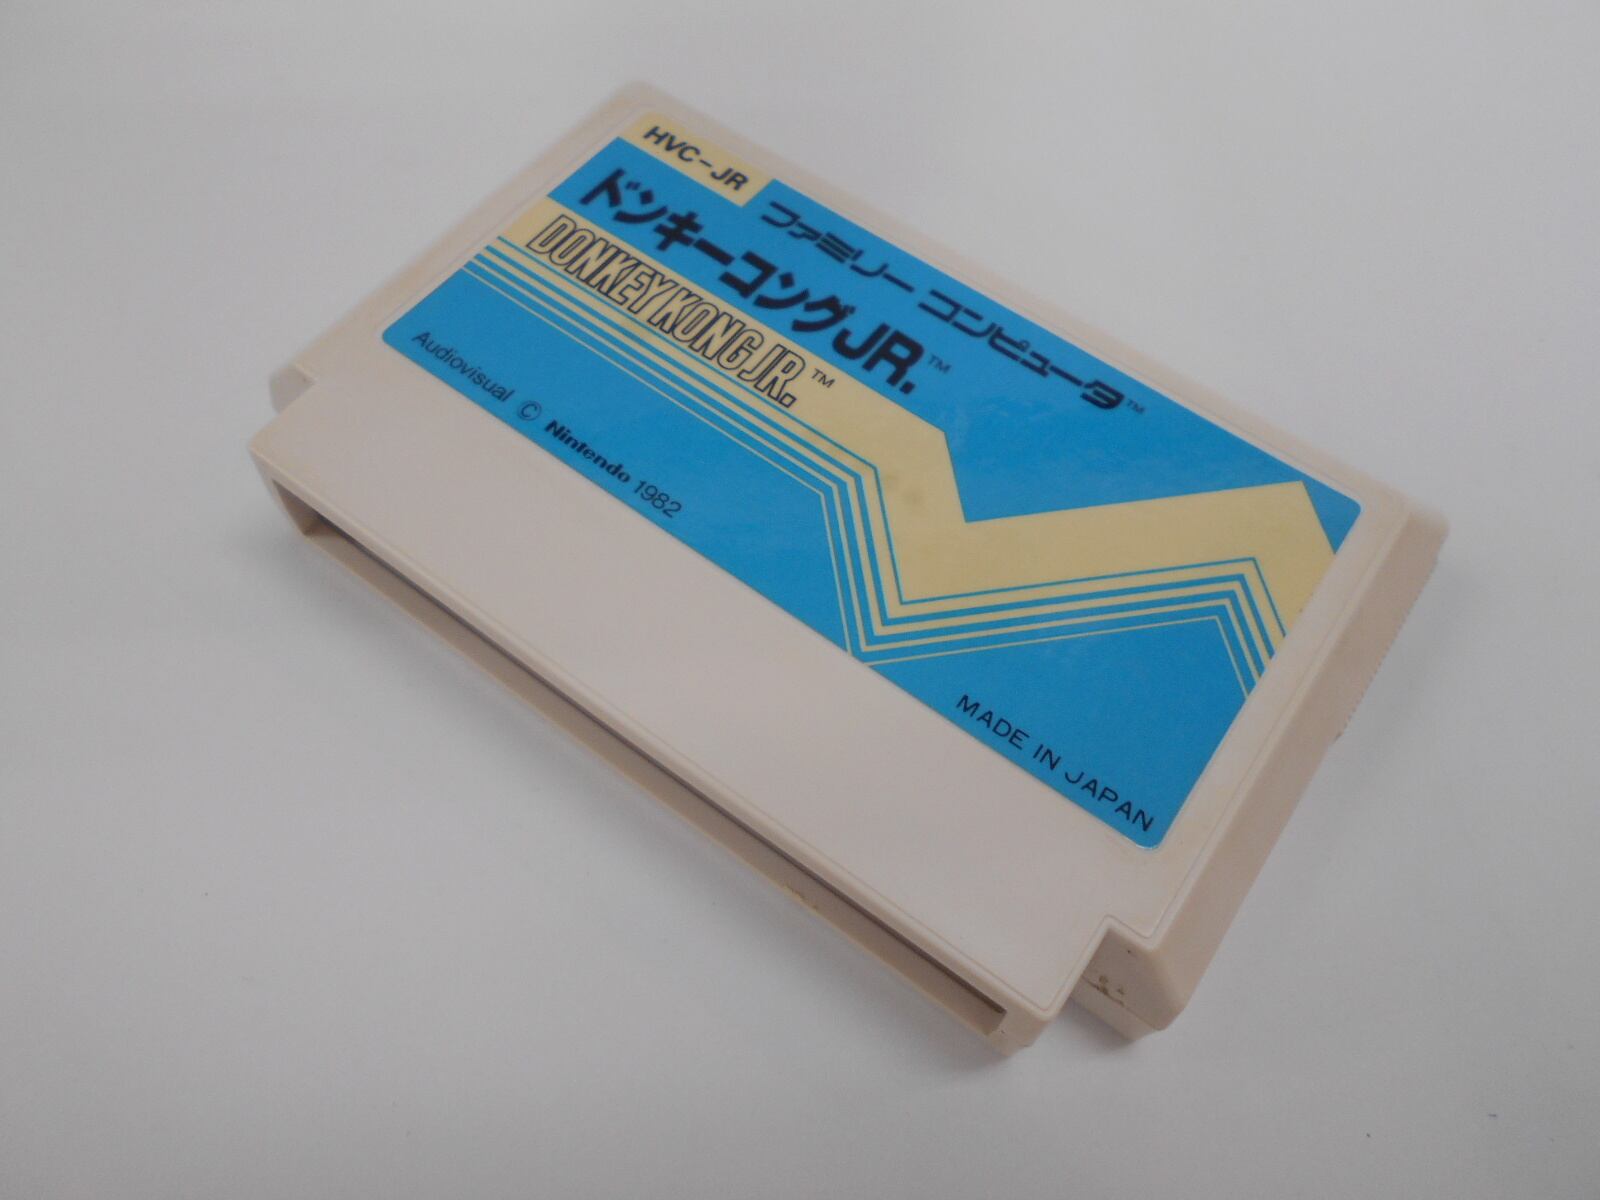 HVC-JR
ファミリー コンピュータ™
ドンキーコングJR.™
DONKEY KONG JR.™
Audiovisual © Nintendo 1982
MADE IN JAPAN